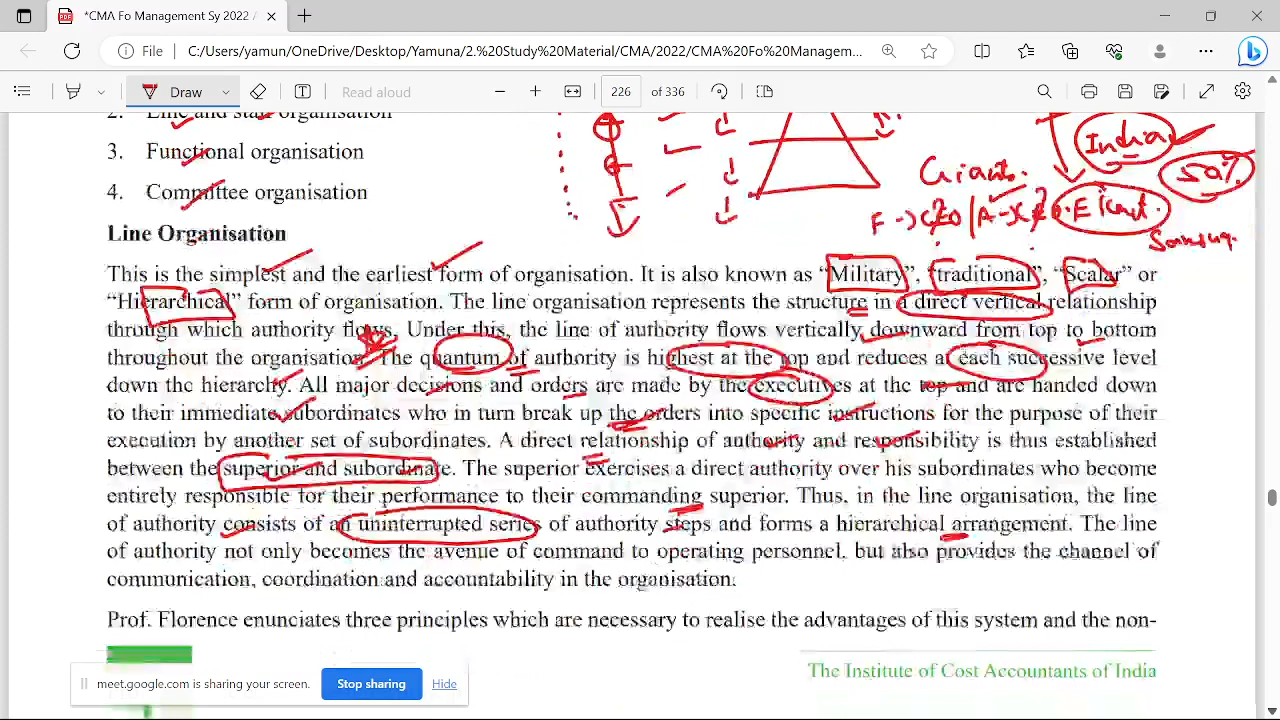 *CMA Fo Management Sy 2022
File
C:/Users/yamun/OneDrive/Desktop/Yamuna/2.%20Study%20Material/CMA/2022/CMA%20Fo%20Managem...
Draw
Read aloud
226 of 336
2. Line and staff organisation
3. Functional organisation
4. Committee organisation
India
50%
Giants
Samsung
Line Organisation
This is the simplest and the earliest form of organisation. It is also known as “Military”, “traditional”, “Scalar” or
“Hierarchical” form of organisation. The line organisation represents the structure in a direct vertical relationship
through which authority flows. Under this, the line of authority flows vertically downward from top to bottom
throughout the organisation. The quantum of authority is highest at the top and reduces at each successive level
down the hierarchy. All major decisions and orders are made by the executives at the top and are handed down
to their immediate subordinates who in turn break up the orders into specific instructions for the purpose of their
execution by another set of subordinates. A direct relationship of authority and responsibility is thus established
between the superior and subordinate. The superior exercises a direct authority over his subordinates who become
entirely responsible for their performance to their commanding superior. Thus, in the line organisation, the line
of authority consists of an uninterrupted series of authority steps and forms a hierarchical arrangement. The line
of authority not only becomes the avenue of command to operating personnel, but also provides the channel of
communication, coordination and accountability in the organisation.
Prof. Florence enunciates three principles which are necessary to realise the advantages of this system and the non-
The Institute of Cost Accountants of India
meet.google.com is sharing your screen.
Stop sharing
Hide